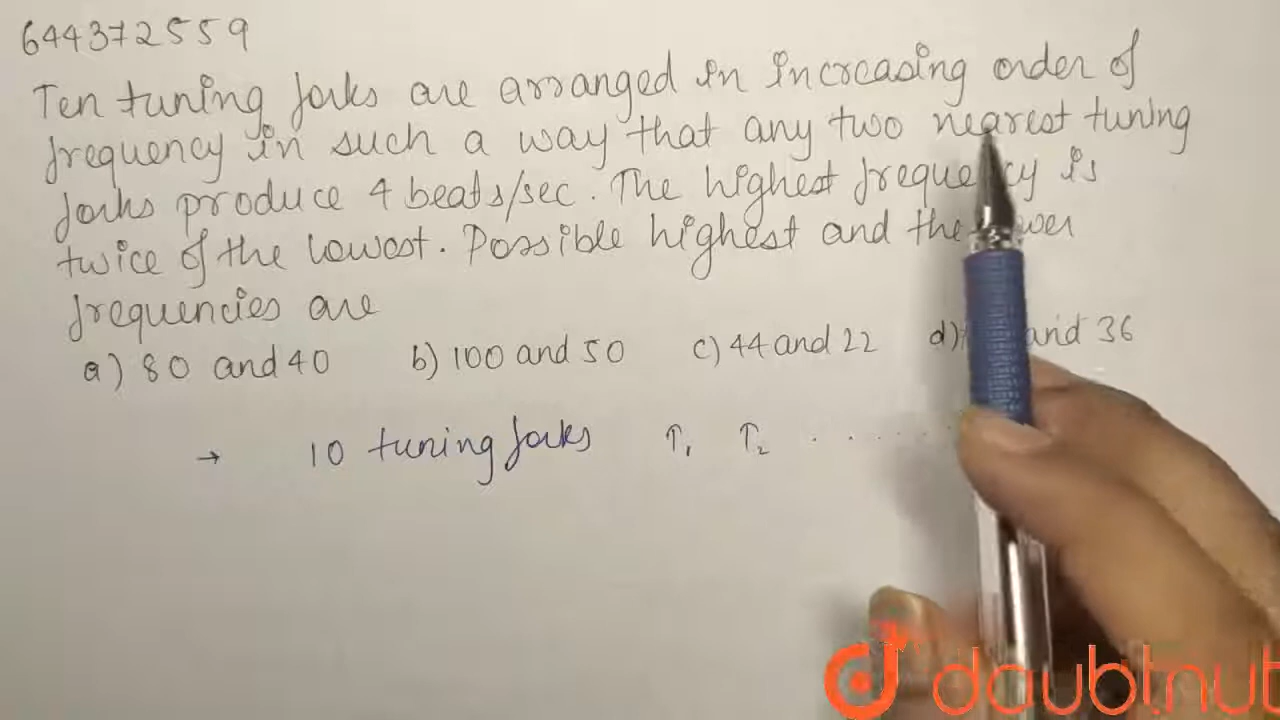 644372559
Ten tuning forks are arranged in increasing order of
frequency in such a way that any two nearest tuning
forks produce 4 beats/sec. The highest frequency is
twice of the lowest. Possible highest and the
frequencies are
a) 80 and 40 b) 100 and 50 c) 44 and 22 d) and 36
→ 10 tuning forks T₁ T₂ . . . . . . .
doubtnut